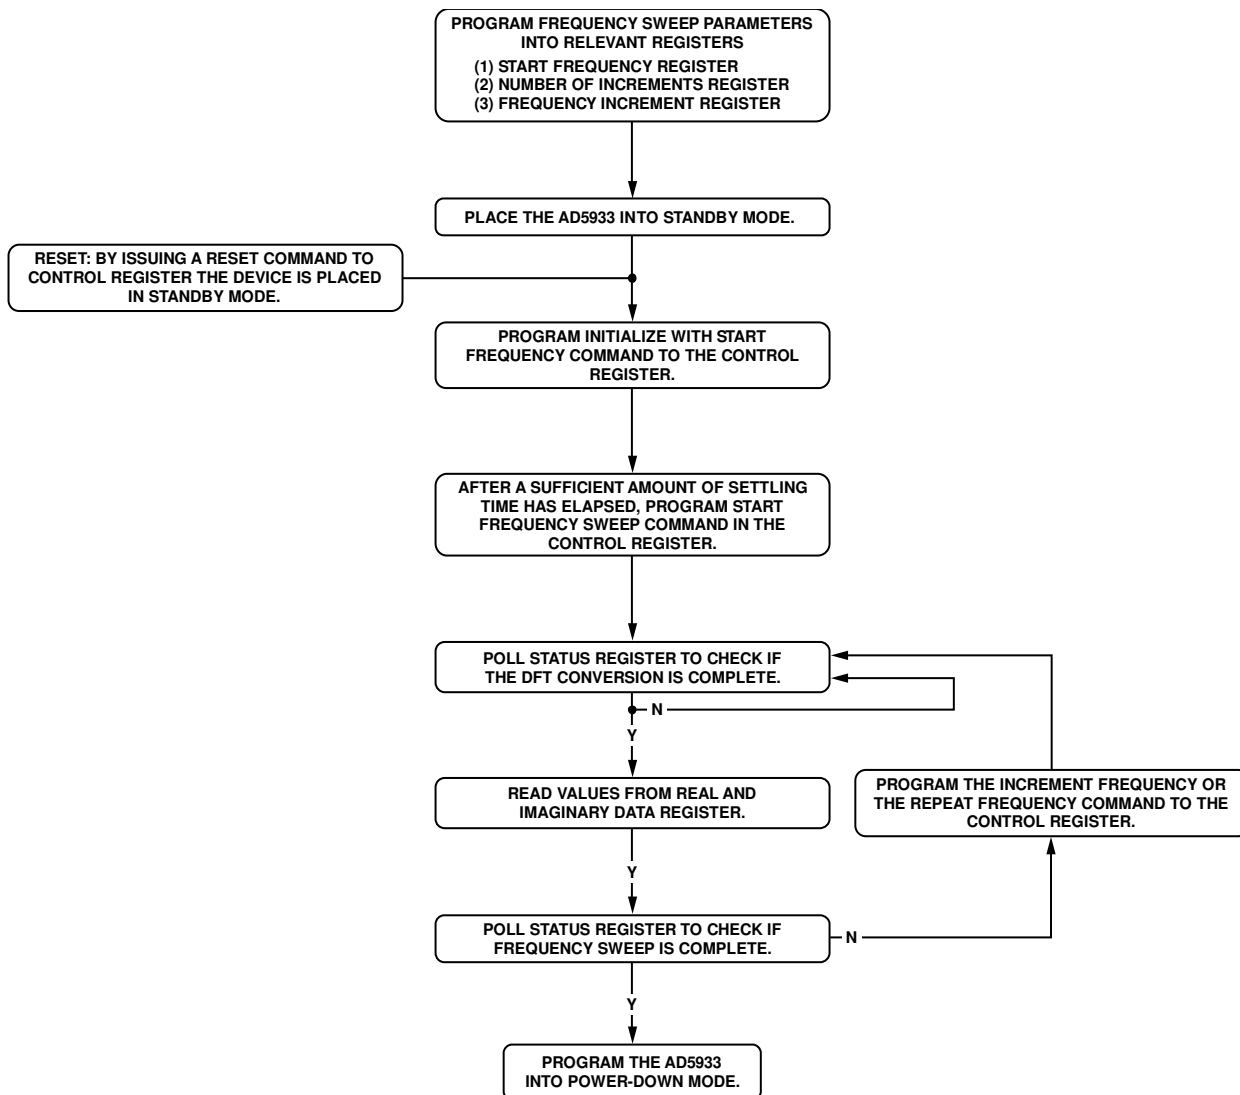 PROGRAM FREQUENCY SWEEP PARAMETERS
INTO RELEVANT REGISTERS
(1) START FREQUENCY REGISTER
(2) NUMBER OF INCREMENTS REGISTER
(3) FREQUENCY INCREMENT REGISTER
PLACE THE AD5933 INTO STANDBY MODE.
RESET: BY ISSUING A RESET COMMAND TO
CONTROL REGISTER THE DEVICE IS PLACED
IN STANDBY MODE.
PROGRAM INITIALIZE WITH START
FREQUENCY COMMAND TO THE CONTROL
REGISTER.
AFTER A SUFFICIENT AMOUNT OF SETTLING
TIME HAS ELAPSED, PROGRAM START
FREQUENCY SWEEP COMMAND IN THE
CONTROL REGISTER.
POLL STATUS REGISTER TO CHECK IF
THE DFT CONVERSION IS COMPLETE.
N
Y
READ VALUES FROM REAL AND
IMAGINARY DATA REGISTER.
PROGRAM THE INCREMENT FREQUENCY OR
THE REPEAT FREQUENCY COMMAND TO THE
CONTROL REGISTER.
Y
POLL STATUS REGISTER TO CHECK IF
FREQUENCY SWEEP IS COMPLETE.
N
Y
PROGRAM THE AD5933
INTO POWER-DOWN MODE.